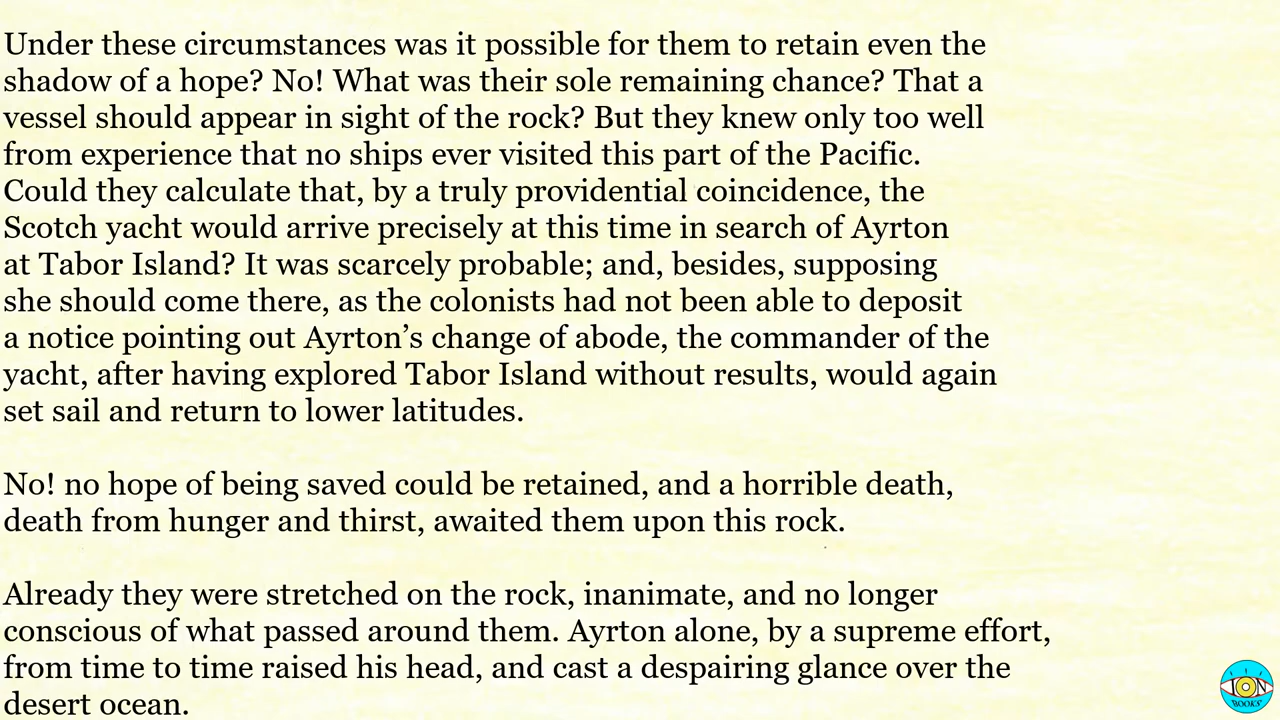 Under these circumstances was it possible for them to retain even the
shadow of a hope? No! What was their sole remaining chance? That a
vessel should appear in sight of the rock? But they knew only too well
from experience that no ships ever visited this part of the Pacific.
Could they calculate that, by a truly providential coincidence, the
Scotch yacht would arrive precisely at this time in search of Ayrton
at Tabor Island? It was scarcely probable; and, besides, supposing
she should come there, as the colonists had not been able to deposit
a notice pointing out Ayrton’s change of abode, the commander of the
yacht, after having explored Tabor Island without results, would again
set sail and return to lower latitudes.
No! no hope of being saved could be retained, and a horrible death,
death from hunger and thirst, awaited them upon this rock.
Already they were stretched on the rock, inanimate, and no longer
conscious of what passed around them. Ayrton alone, by a supreme effort,
from time to time raised his head, and cast a despairing glance over the
desert ocean.
ION
BOOKS